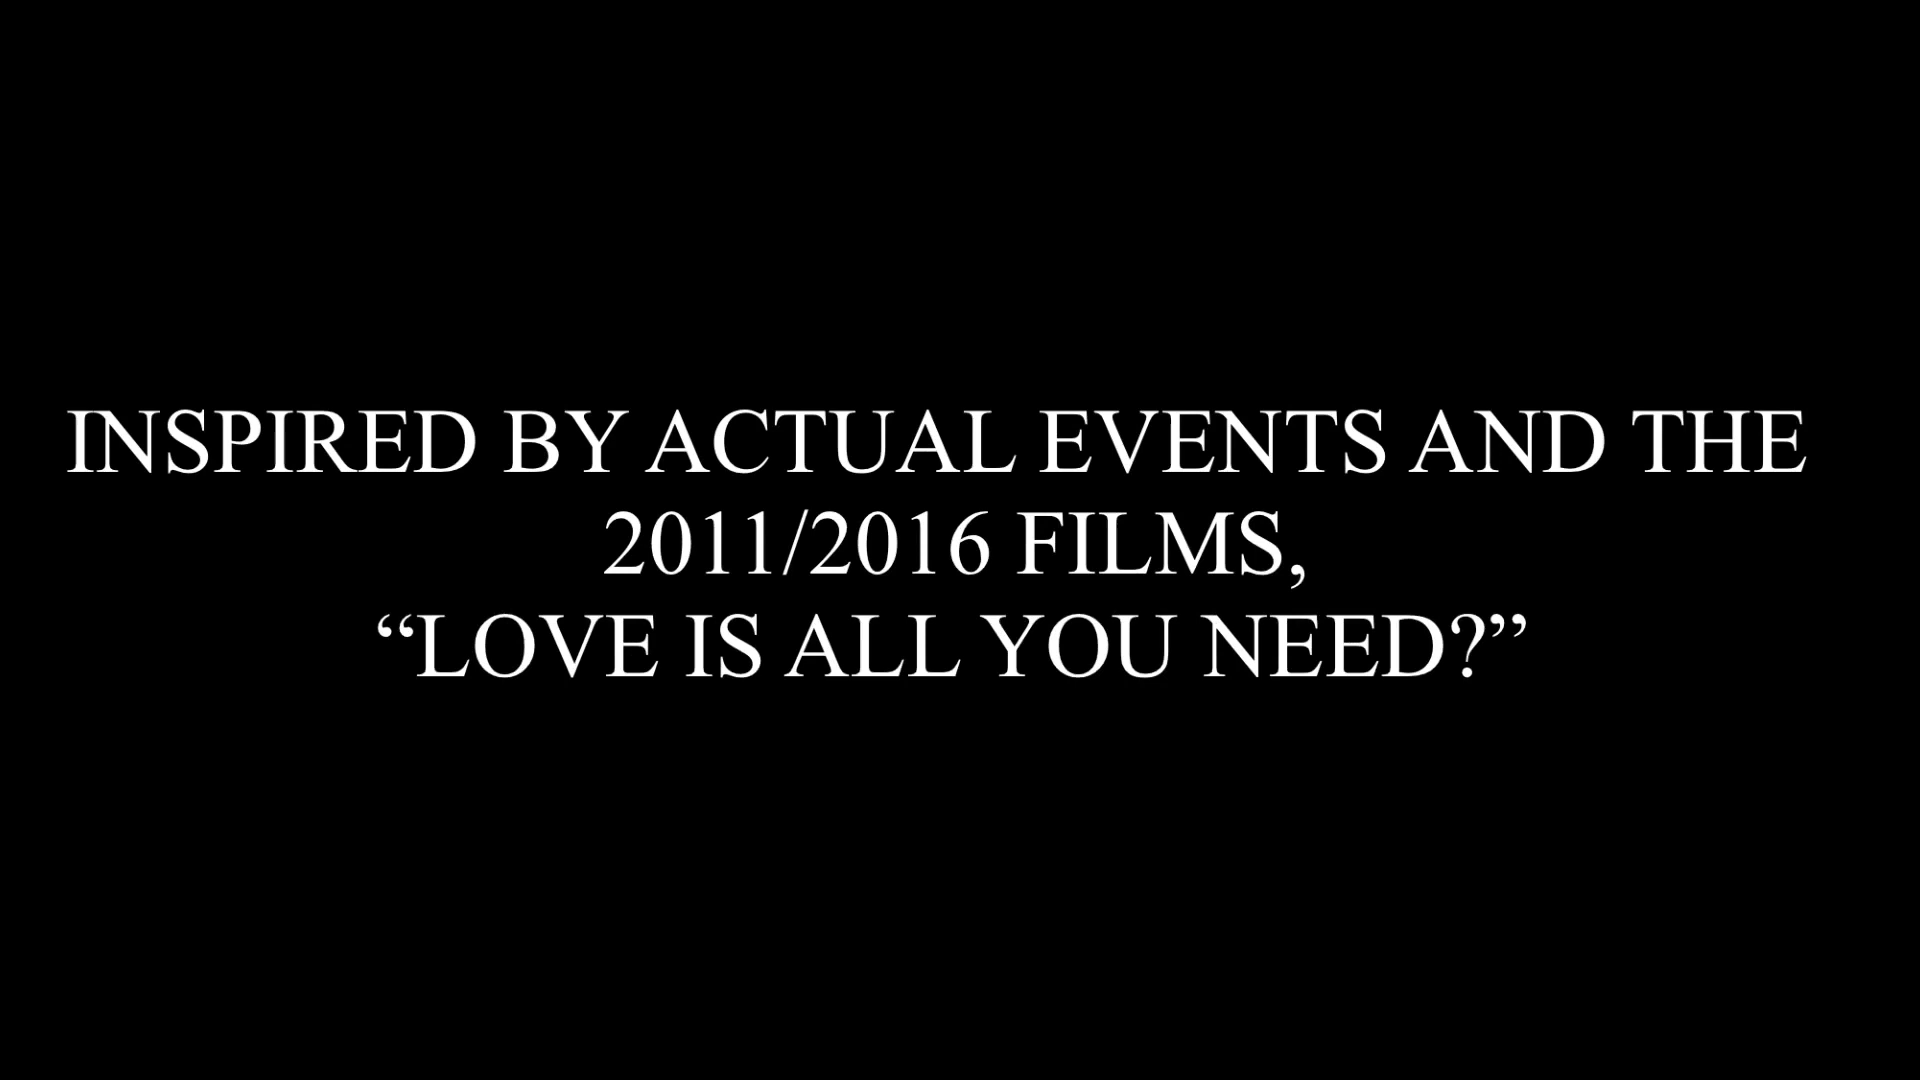 INSPIRED BY ACTUAL EVENTS AND THE
2011/2016 FILMS,
“LOVE IS ALL YOU NEED?”